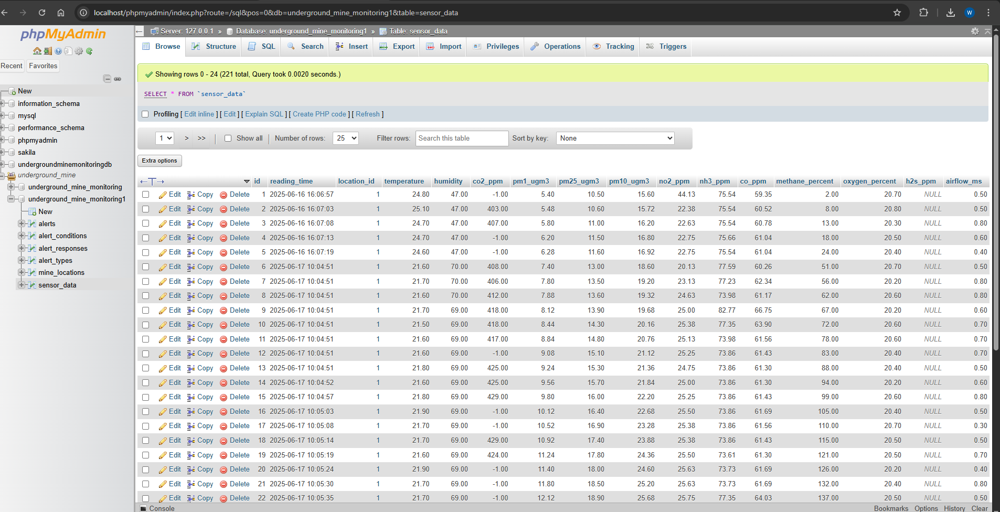 localhost/phpmyadmin/index.php?route=/sql&pos=0&db=underground_mine_monitoring1&table=sensor_data
W
phpMyAdmin
Recent Favorites
New
information_schema
mysql
performance_schema
phpmyadmin
sakila
undergroundminemonitoringdb
underground_mine
underground_mine_monitoring
underground_mine_monitoring1
New
alerts
alert_conditions
alert_responses
alert_types
mine_locations
sensor_data
Server: 127.0.0.1 » Database: underground_mine_monitoring1 » Table: sensor_data
Browse Structure SQL Search Insert Export Import Privileges Operations Tracking Triggers
Showing rows 0 - 24 (221 total, Query took 0.0020 seconds.)
SELECT * FROM `sensor_data`
Profiling [ Edit inline ] [ Edit ] [ Explain SQL ] [ Create PHP code ] [ Refresh ]
1 > >> Show all Number of rows: 25 Filter rows: Search this table Sort by key: None
Extra options
←T→ id reading_time location_id temperature humidity co2_ppm pm1_ugm3 pm25_ugm3 pm10_ugm3 no2_ppm nh3_ppm co_ppm methane_percent oxygen_percent h2s_ppm airflow_ms
Edit Copy Delete 1 2025-06-16 16:06:57 1 24.80 47.00 -1.00 5.40 10.50 15.60 44.13 75.54 59.35 2.00 20.70 NULL 0.50
Edit Copy Delete 2 2025-06-16 16:07:03 1 25.10 47.00 403.00 5.48 10.60 15.72 22.38 75.54 60.52 8.00 20.80 NULL 0.50
Edit Copy Delete 3 2025-06-16 16:07:08 1 24.70 47.00 407.00 5.80 11.00 16.20 22.63 75.54 60.78 13.00 20.30 NULL 0.80
Edit Copy Delete 4 2025-06-16 16:07:13 1 24.70 47.00 -1.00 6.20 11.50 16.80 22.75 75.66 61.04 18.00 20.50 NULL 0.60
Edit Copy Delete 5 2025-06-16 16:07:19 1 24.60 47.00 -1.00 6.28 11.60 16.92 22.75 75.54 61.04 24.00 20.40 NULL 0.40
Edit Copy Delete 6 2025-06-17 10:04:51 1 21.60 70.00 408.00 7.40 13.00 18.60 20.13 77.59 60.26 51.00 20.70 NULL 0.50
Edit Copy Delete 7 2025-06-17 10:04:51 1 21.70 70.00 406.00 7.80 13.50 19.20 23.13 77.23 62.34 56.00 20.20 NULL 0.80
Edit Copy Delete 8 2025-06-17 10:04:51 1 21.60 70.00 412.00 7.88 13.60 19.32 24.63 73.98 61.17 62.00 20.60 NULL 0.80
Edit Copy Delete 9 2025-06-17 10:04:51 1 21.70 69.00 418.00 8.12 13.90 19.68 25.00 82.77 66.75 67.00 20.20 NULL 0.60
Edit Copy Delete 10 2025-06-17 10:04:51 1 21.50 69.00 418.00 8.44 14.30 20.16 25.38 77.35 63.90 72.00 20.60 NULL 0.70
Edit Copy Delete 11 2025-06-17 10:04:51 1 21.60 69.00 417.00 8.84 14.80 20.76 25.13 73.98 61.56 78.00 20.60 NULL 0.70
Edit Copy Delete 12 2025-06-17 10:04:51 1 21.60 69.00 -1.00 9.08 15.10 21.12 25.25 73.86 61.43 83.00 20.40 NULL 0.70
Edit Copy Delete 13 2025-06-17 10:04:51 1 21.80 69.00 425.00 9.24 15.30 21.36 24.75 73.86 61.30 88.00 20.40 NULL 0.50
Edit Copy Delete 14 2025-06-17 10:04:52 1 21.60 69.00 425.00 9.56 15.70 21.84 25.00 73.86 61.30 94.00 20.20 NULL 0.60
Edit Copy Delete 15 2025-06-17 10:04:57 1 21.80 69.00 429.00 9.80 16.00 22.20 25.25 73.86 61.43 99.00 20.60 NULL 0.80
Edit Copy Delete 16 2025-06-17 10:05:03 1 21.90 69.00 -1.00 10.12 16.40 22.68 25.50 73.86 61.69 105.00 20.40 NULL 0.50
Edit Copy Delete 17 2025-06-17 10:05:08 1 21.70 69.00 -1.00 10.52 16.90 23.28 25.38 73.86 61.56 110.00 20.70 NULL 0.30
Edit Copy Delete 18 2025-06-17 10:05:14 1 21.70 69.00 429.00 10.92 17.40 23.88 25.38 73.86 61.43 115.00 20.50 NULL 0.50
Edit Copy Delete 19 2025-06-17 10:05:19 1 21.60 69.00 424.00 11.24 17.80 24.36 25.50 73.61 61.30 121.00 20.50 NULL 0.70
Edit Copy Delete 20 2025-06-17 10:05:24 1 21.90 69.00 -1.00 11.40 18.00 24.60 25.63 73.73 61.69 126.00 20.20 NULL 0.40
Edit Copy Delete 21 2025-06-17 10:05:30 1 21.70 69.00 -1.00 11.80 18.50 25.20 25.63 73.73 61.69 132.00 20.40 NULL 0.80
Edit Copy Delete 22 2025-06-17 10:05:35 1 21.70 69.00 -1.00 12.12 18.90 25.68 25.75 77.35 64.03 137.00 20.50 NULL 0.50
Console Bookmarks Options History Clear